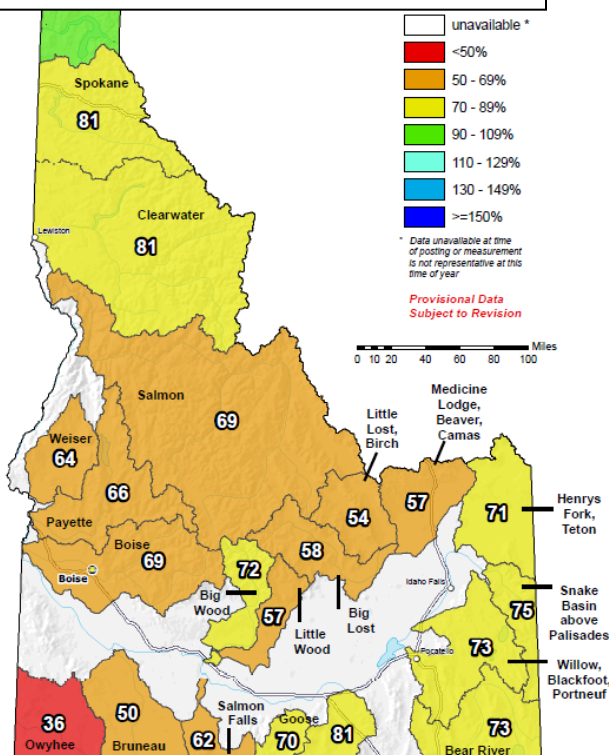 unavailable *
<50%
50 - 69%
70 - 89%
90 - 109%
110 - 129%
130 - 149%
>=150%
* Data unavailable at time
of posting or measurement
is not representative at this
time of year
Provisional Data
Subject to Revision
Miles
0 10 20 40 60 80 100
Spokane
81
Clearwater
81
Lewiston
Salmon
69
Weiser
64
66
Payette
Boise
69
Boise
Little
Lost,
Birch
54
Medicine
Lodge,
Beaver,
Camas
57
71
Henrys
Fork,
Teton
58
72
Big
Wood
57
Little
Wood
Big
Lost
Idaho Falls
75
Snake
Basin
above
Palisades
73
Pocatello
Willow,
Blackfoot,
Portneuf
36
Owyhee
50
Bruneau
Salmon
Falls
62
Goose
70
81
73
Bear River